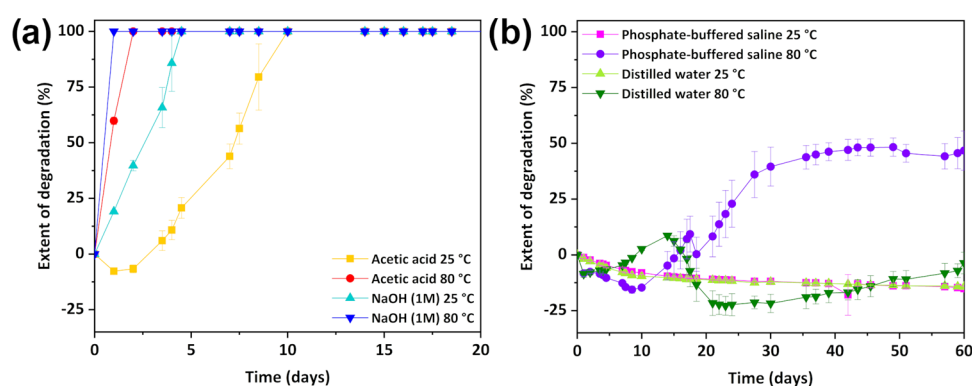 (a)
Extent of degradation (%)
100
75
50
25
0
-25
Acetic acid 25 °C
Acetic acid 80 °C
NaOH (1M) 25 °C
NaOH (1M) 80 °C
0
5
10
15
20
Time (days)
(b)
Extent of degradation (%)
100
75
50
25
0
-25
Phosphate-buffered saline 25 °C
Phosphate-buffered saline 80 °C
Distilled water 25 °C
Distilled water 80 °C
0
10
20
30
40
50
60
Time (days)